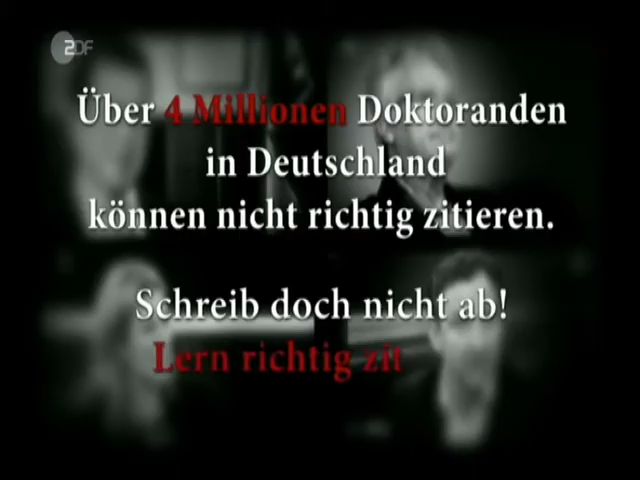 ZDF
Über 4 Millionen Doktoranden
in Deutschland
können nicht richtig zitieren.
Schreib doch nicht ab!
Lern richtig zit